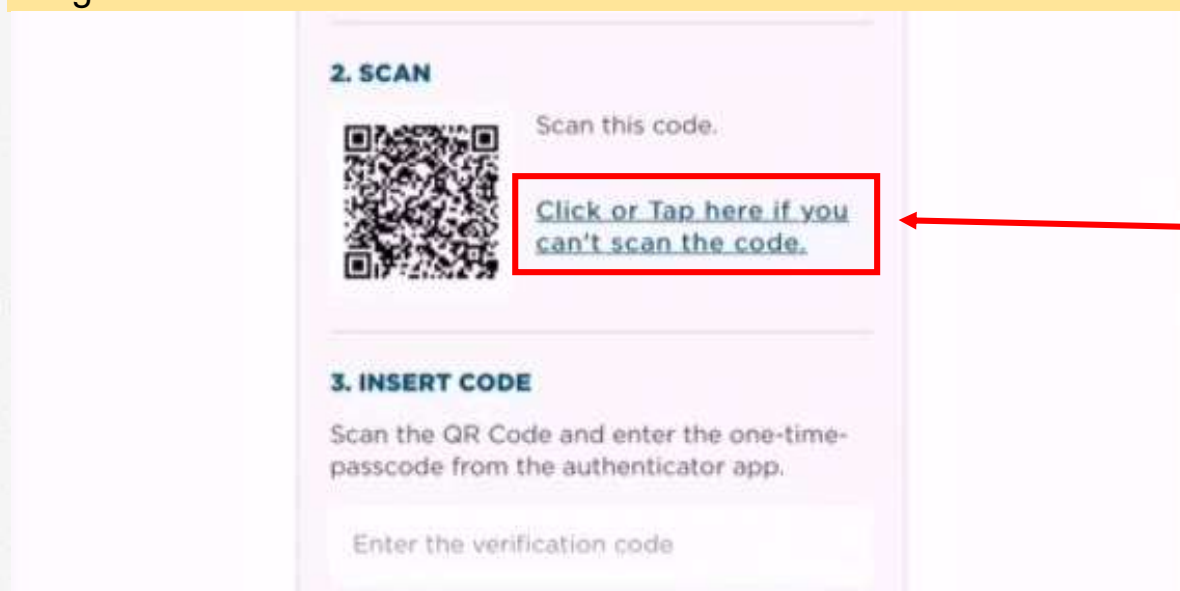 2. SCAN
Scan this code.
Click or Tap here if you
can't scan the code.
3. INSERT CODE
Scan the QR Code and enter the one-time-
passcode from the authenticator app.
Enter the verification code